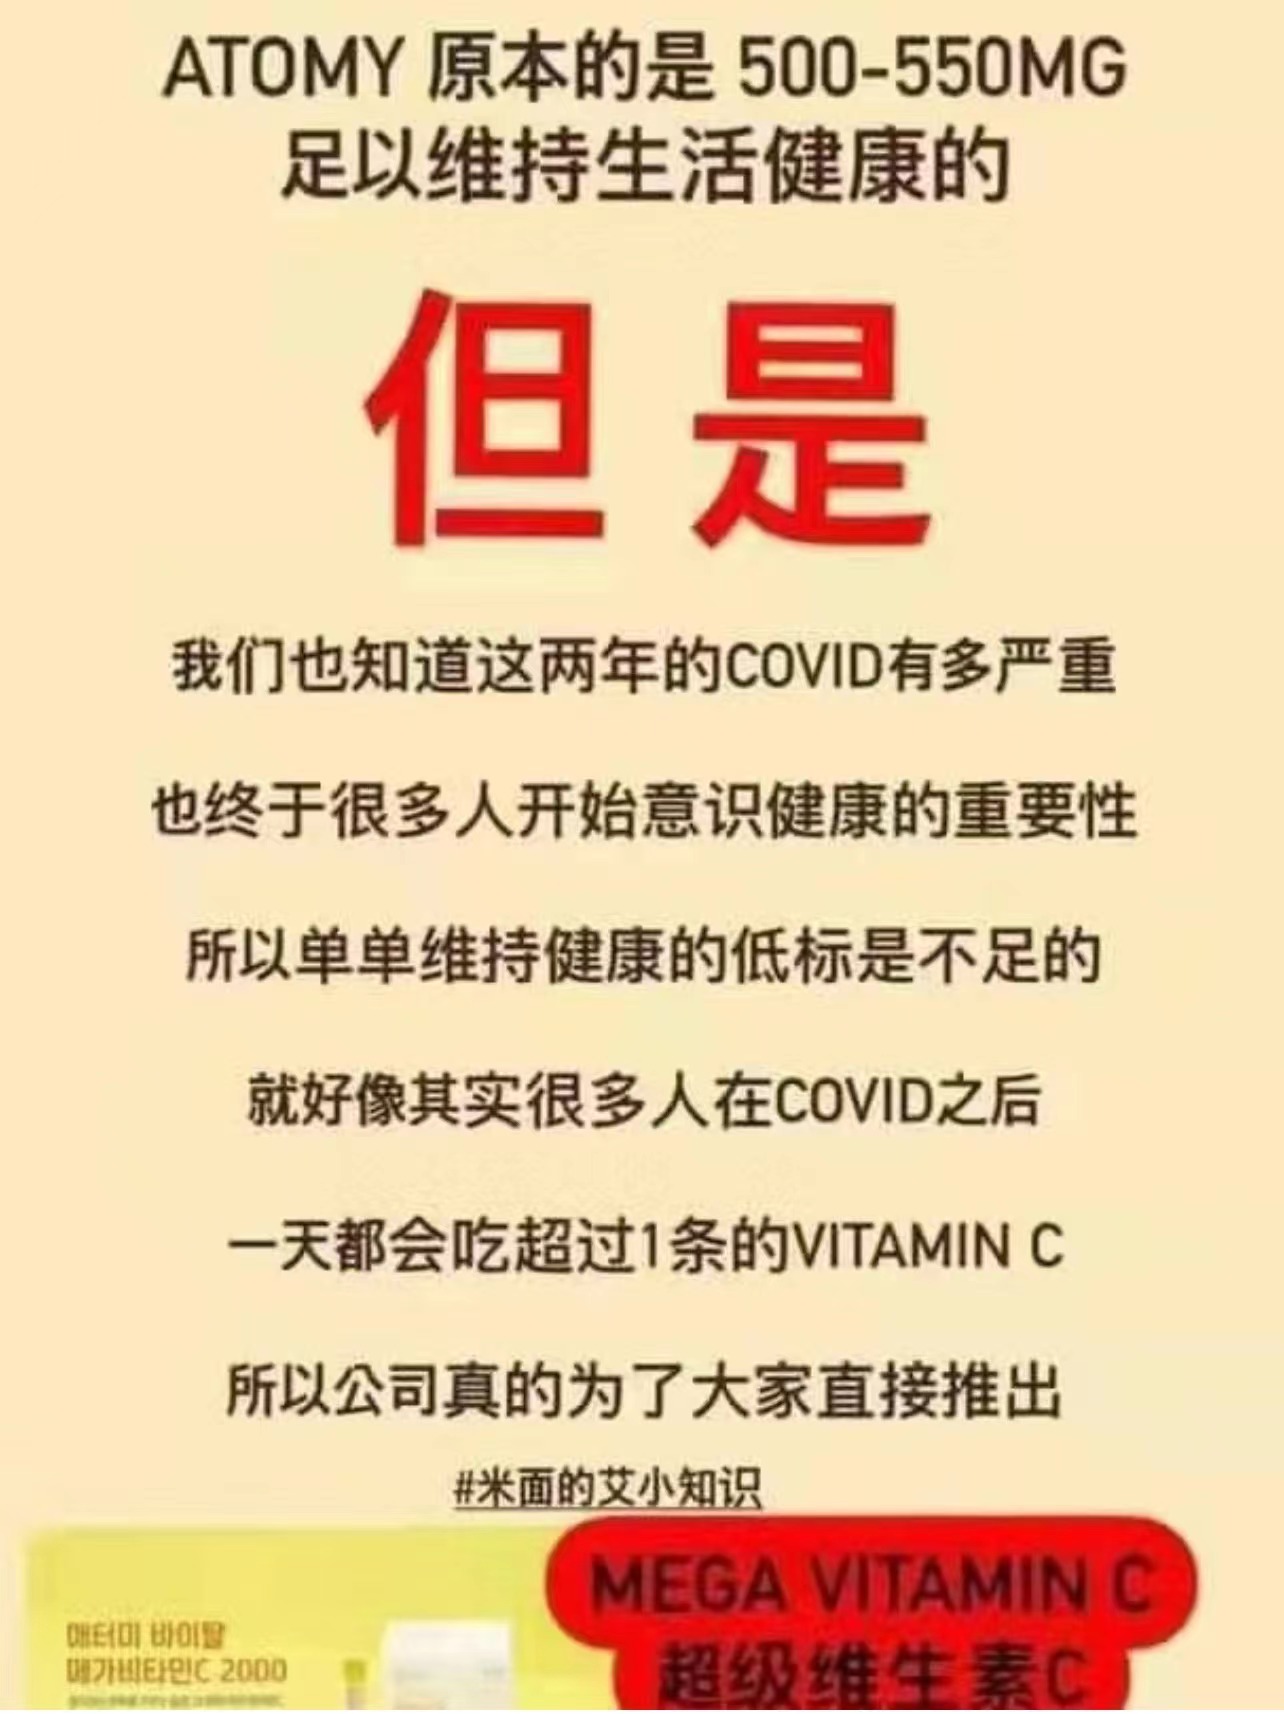 ATOMY 原本的是 500-550MG
足以维持生活健康的
但是
我们也知道这两年的COVID有多严重
也终于很多人开始意识健康的重要性
所以单单维持健康的低标是不足的
就好像其实很多人在COVID之后
一天都会吃超过1条的VITAMIN C
所以公司真的为了大家直接推出
#米面的艾小知识
MEGA VITAMIN C
超级维生素C
애터미 바이탈
메가비타민C 2000